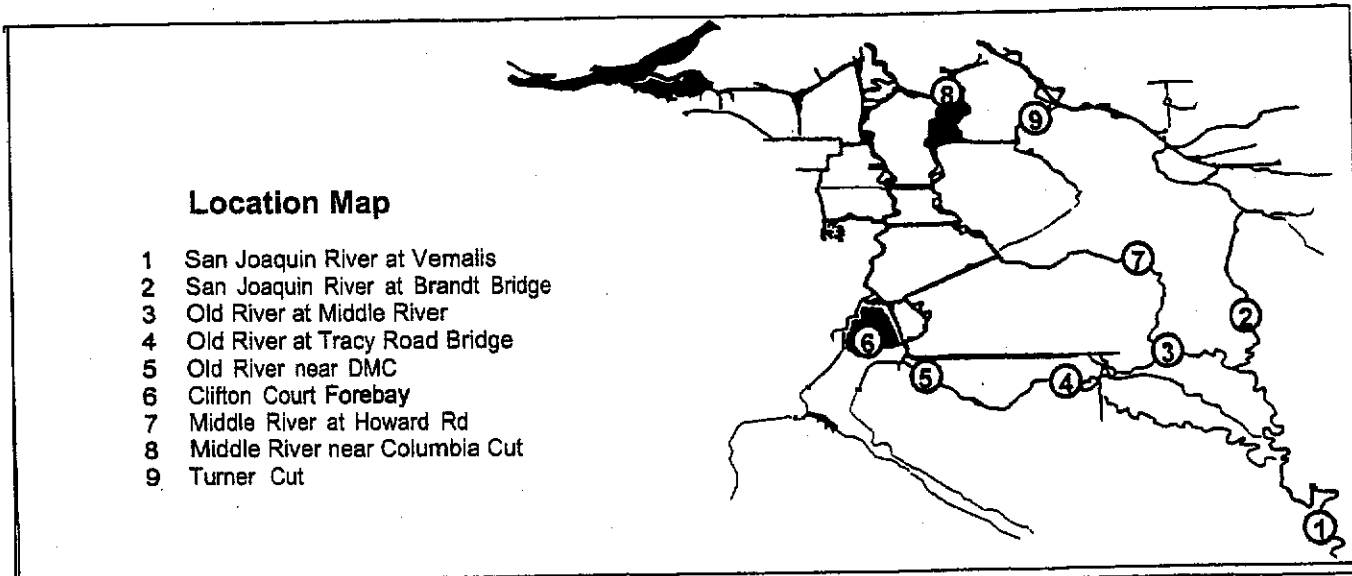 Location Map
1 San Joaquin River at Vernalis
2 San Joaquin River at Brandt Bridge
3 Old River at Middle River
4 Old River at Tracy Road Bridge
5 Old River near DMC
6 Clifton Court Forebay
7 Middle River at Howard Rd
8 Middle River near Columbia Cut
9 Turner Cut
8
9
7
2
3
6
5
4
1